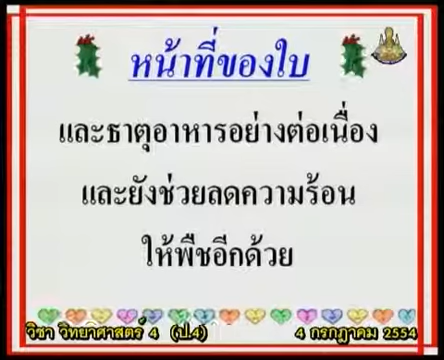 หน้าที่ของใบ
และธาตุอาหารอย่างต่อเนื่อง
และยังช่วยลดความร้อน
ให้พืชอีกด้วย
วิชา วิทยาศาสตร์ 4 (ป.4) 4 กรกฎาคม 2554